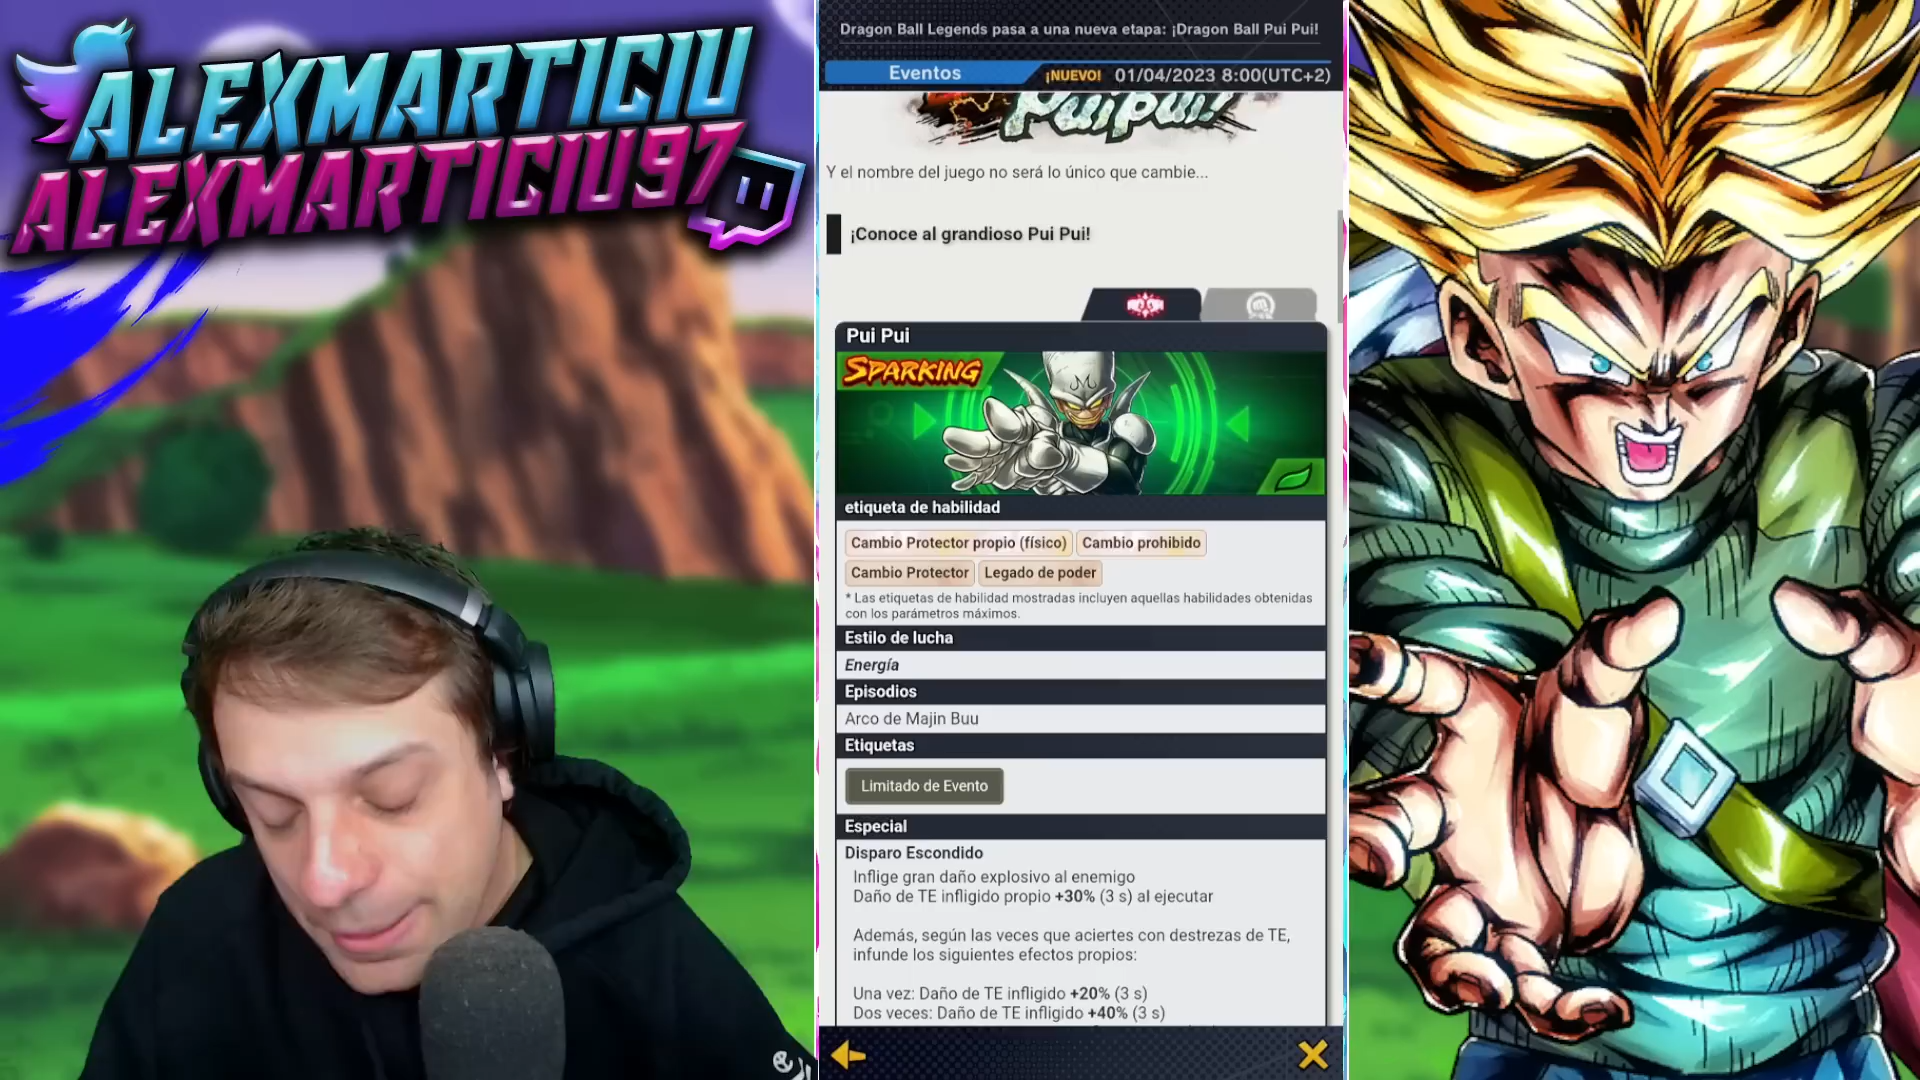 ALEXMARTICIU
ALEXMARTICIU97
Dragon Ball Legends pasa a una nueva etapa: ¡Dragon Ball Pui Pui!
Eventos
¡NUEVO! 01/04/2023 8:00(UTC+2)
PuiPui!
Y el nombre del juego no será lo único que cambie...
¡Conoce al grandioso Pui Pui!
Pui Pui
SPARKING
etiqueta de habilidad
Cambio Protector propio (físico) Cambio prohibido
Cambio Protector Legado de poder
* Las etiquetas de habilidad mostradas incluyen aquellas habilidades obtenidas
con los parámetros máximos.
Estilo de lucha
Energía
Episodios
Arco de Majin Buu
Etiquetas
Limitado de Evento
Especial
Disparo Escondido
Inflige gran daño explosivo al enemigo
Daño de TE infligido propio +30% (3 s) al ejecutar
Además, según las veces que aciertes con destrezas de TE,
infunde los siguientes efectos propios:
Una vez: Daño de TE infligido +20% (3 s)
Dos veces: Daño de TE infligido +40% (3 s)